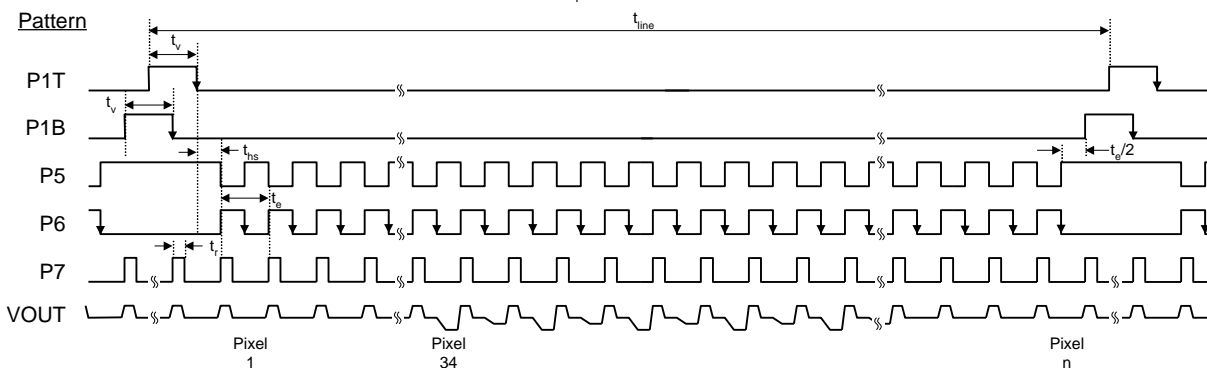 Pattern
t_line
t_v
P1T
t_v
P1B
t_hs
t_e/2
P5
t_e
P6
t_r
P7
VOUT
Pixel 1
Pixel 34
Pixel n